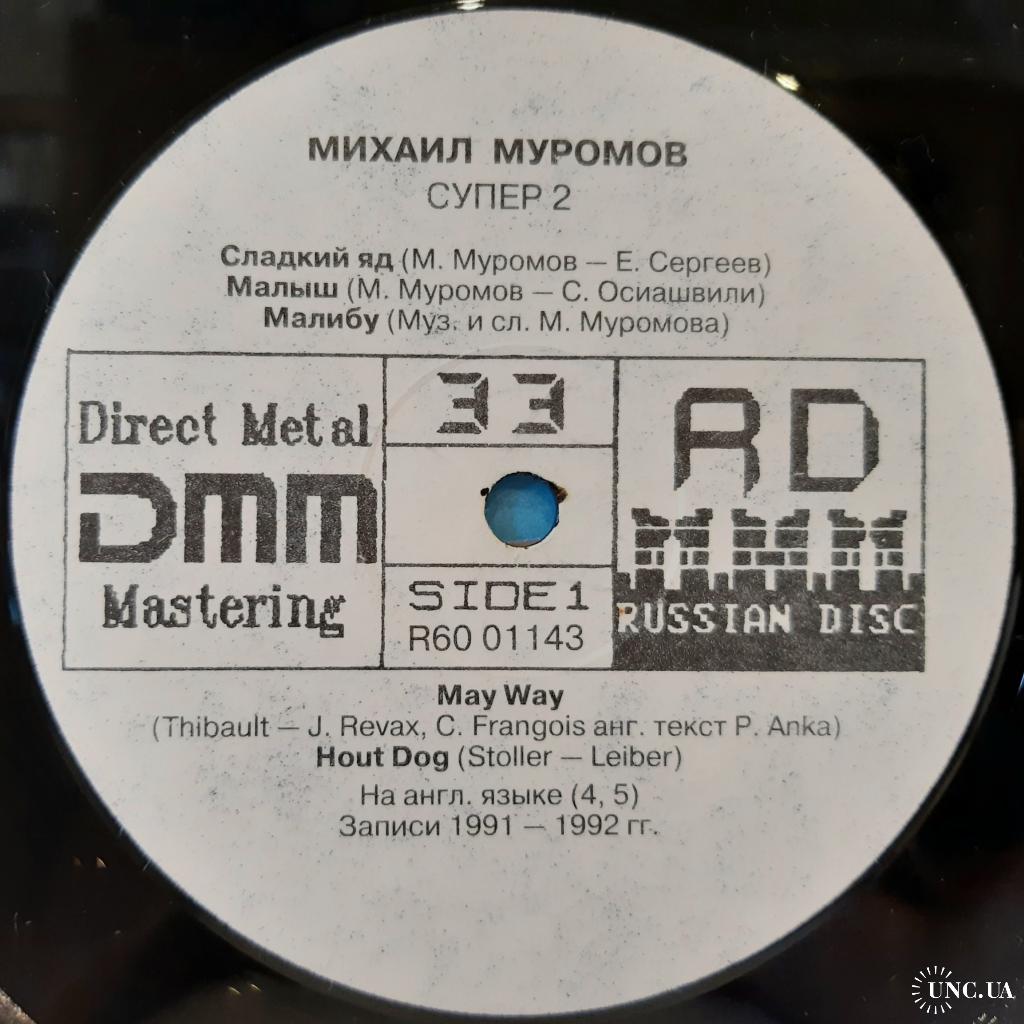 МИХАИЛ МУРОМОВ
СУПЕР 2
Сладкий яд (М. Муромов — Е. Сергеев)
Малыш (М. Муромов — С. Осиашвили)
Малибу (Муз. и сл. М. Муромова)
Direct Metal
DMM
Mastering
33
SIDE 1
R60 01143
RD
RUSSIAN DISC
May Way
(Thibault — J. Revax, C. Frangois анг. текст P. Anka)
Hout Dog (Stoller — Leiber)
На англ. языке (4, 5)
Записи 1991 — 1992 гг.
UNC.UA